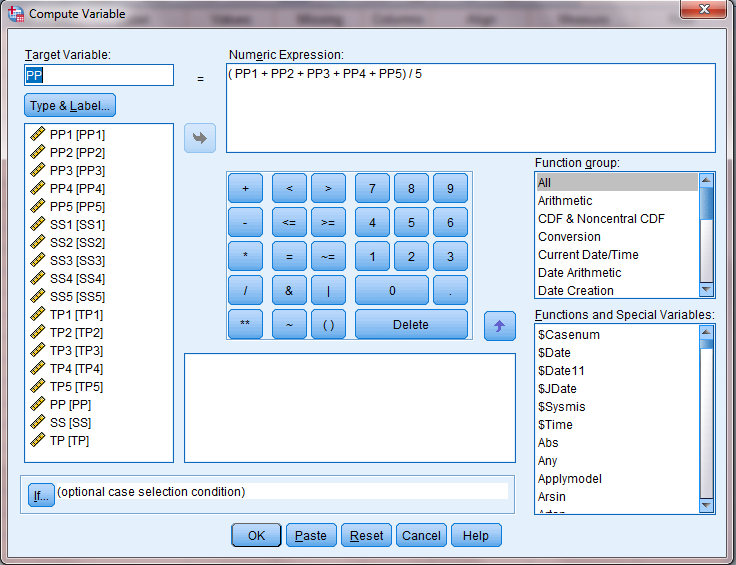 Compute Variable
Target Variable:
PP
=
Numeric Expression:
( PP1 + PP2 + PP3 + PP4 + PP5) / 5
Type & Label...
PP1 [PP1]
PP2 [PP2]
PP3 [PP3]
PP4 [PP4]
PP5 [PP5]
SS1 [SS1]
SS2 [SS2]
SS3 [SS3]
SS4 [SS4]
SS5 [SS5]
TP1 [TP1]
TP2 [TP2]
TP3 [TP3]
TP4 [TP4]
TP5 [TP5]
PP [PP]
SS [SS]
TP [TP]
+ < > 7 8 9
- <= >= 4 5 6
* = ~= 1 2 3
/ & | 0 .
** ~ ( ) Delete
Function group:
All
Arithmetic
CDF & Noncentral CDF
Conversion
Current Date/Time
Date Arithmetic
Date Creation
Functions and Special Variables:
$Casenum
$Date
$Date11
$JDate
$Sysmis
$Time
Abs
Any
Applymodel
Arsin
If...
(optional case selection condition)
OK Paste Reset Cancel Help